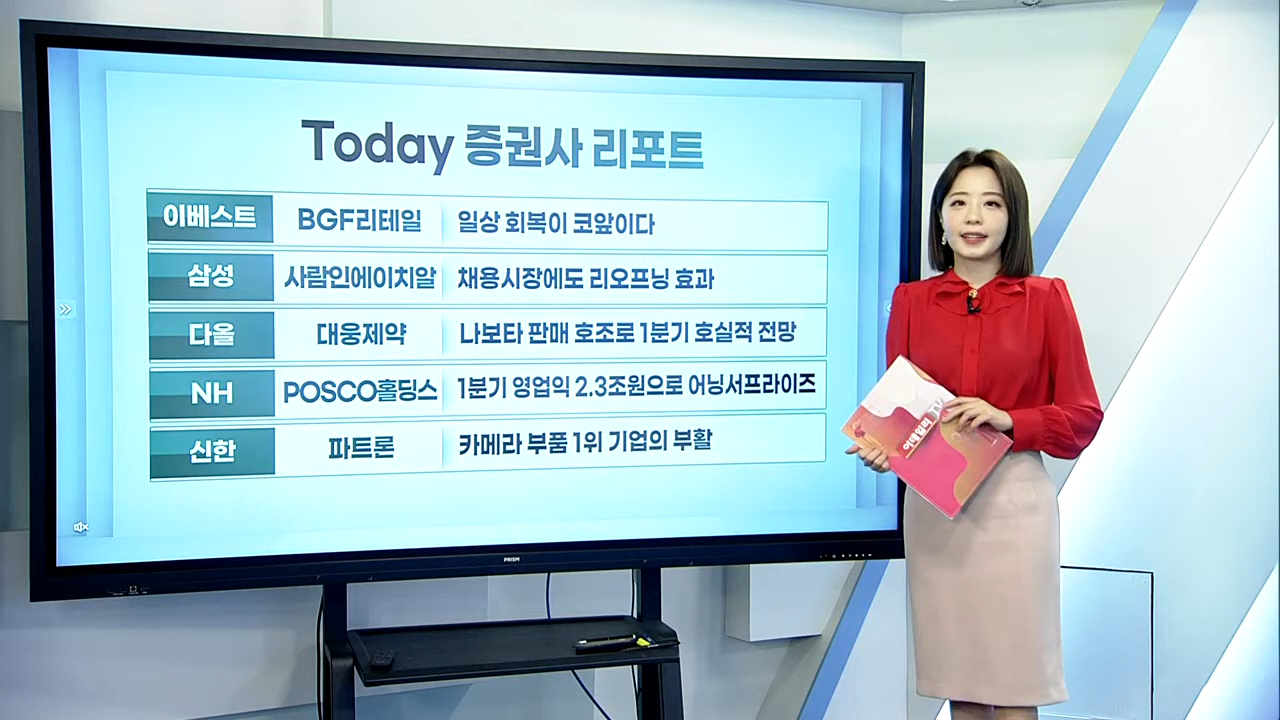 Today 증권사 리포트
이베스트 BGF리테일 일상 회복이 코앞이다
삼성 사람인에이치알 채용시장에도 리오프닝 효과
다올 대웅제약 나보타 판매 호조로 1분기 호실적 전망
NH POSCO홀딩스 1분기 영업익 2.3조원으로 어닝서프라이즈
신한 파트론 카메라 부품 1위 기업의 부활
이데일리 TV
PRISM